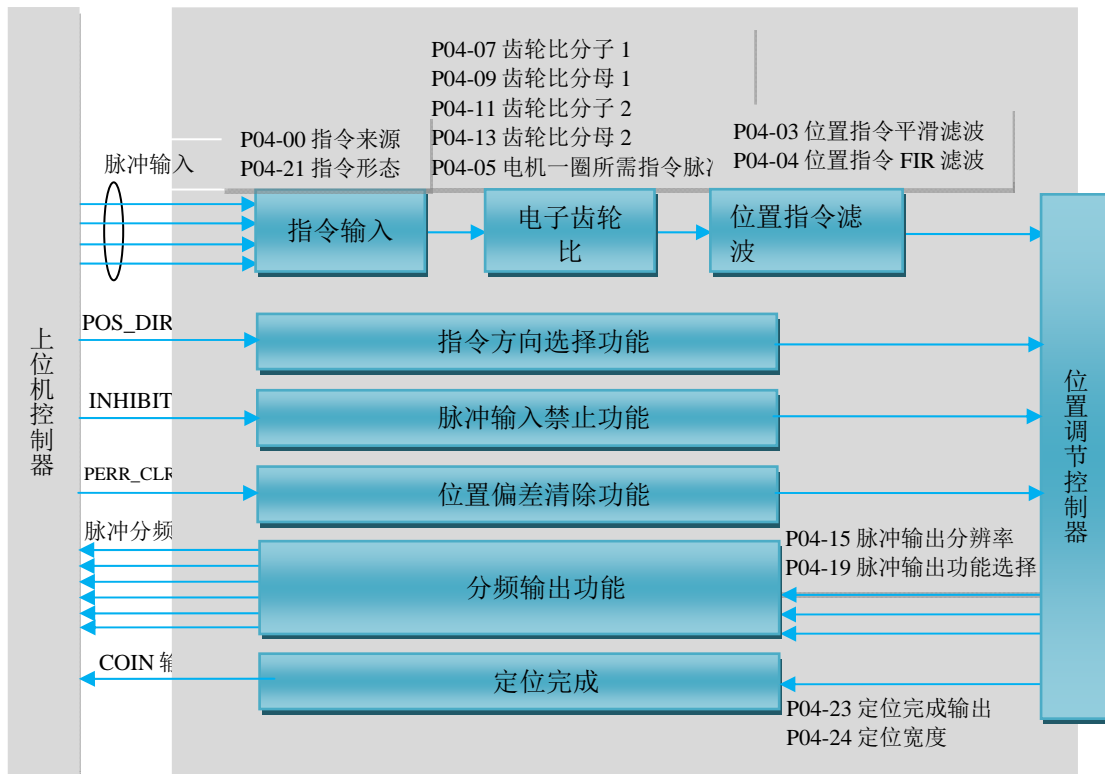 P04-07 齿轮比分子 1
P04-09 齿轮比分母 1
P04-11 齿轮比分子 2
P04-13 齿轮比分母 2
P04-05 电机一圈所需指令脉冲
P04-00 指令来源
P04-21 指令形态
P04-03 位置指令平滑滤波
P04-04 位置指令 FIR 滤波
脉冲输入
指令输入
电子齿轮
比
位置指令滤
波
上位机控制器
POS_DIR
指令方向选择功能
INHIBIT
脉冲输入禁止功能
PERR_CLR
位置偏差清除功能
位置调节控制器
脉冲分频
分频输出功能
P04-15 脉冲输出分辨率
P04-19 脉冲输出功能选择
COIN
定位完成
P04-23 定位完成输出
P04-24 定位宽度